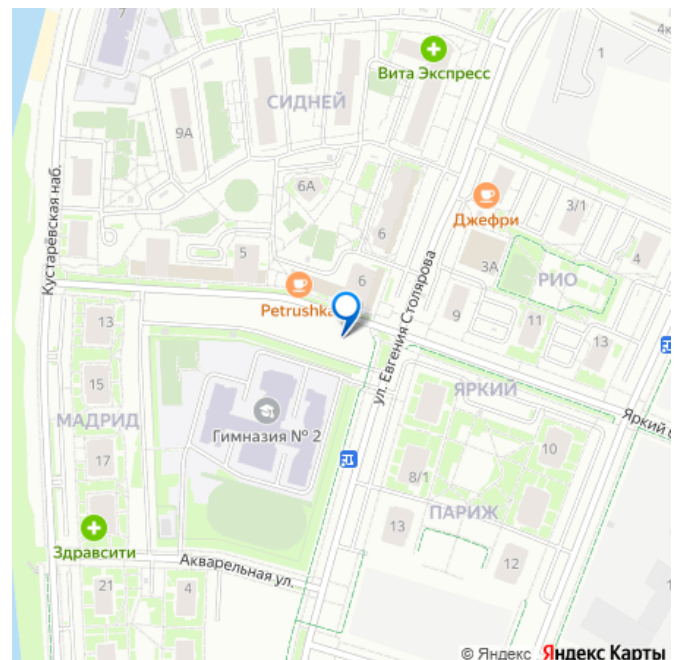 7
4к
1
Вита Экспресс
СИДНЕЙ
9А
6А
Джефри
3/1
Кустарёвская наб.
6
5
3А
4
РИО
6
Petrushka
ул. Евгения Столярова
9
11
13
13
15
ЯРКИЙ
Яркий
МАДРИД
Гимназия № 2
10
17
8/1
ПАРИЖ
13
Здравсити
12
Акварельная ул.
21
4
1
© Яндекс Яндекс Карты